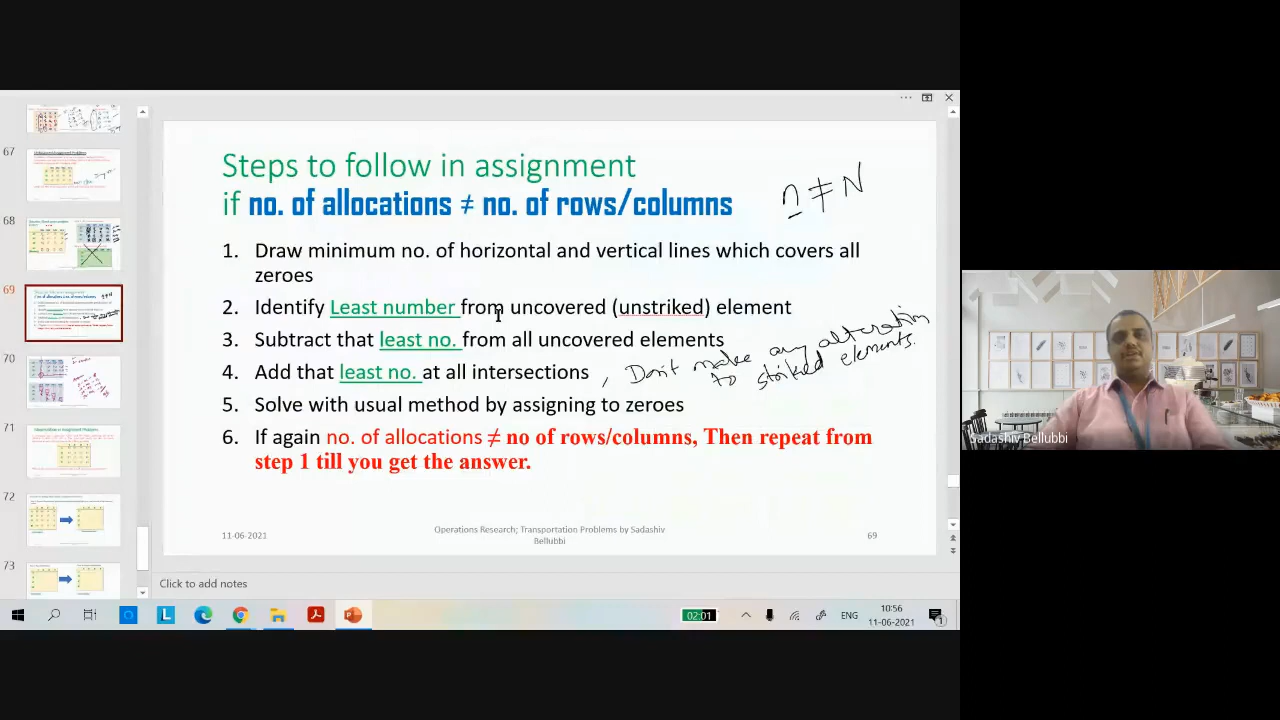 67
68
69
70
71
72
73
Steps to follow in assignment
if no. of allocations ≠ no. of rows/columns
n ≠ N
1. Draw minimum no. of horizontal and vertical lines which covers all
zeroes
2. Identify Least number from uncovered (unstriked) element
3. Subtract that least no. from all uncovered elements
4. Add that least no. at all intersections , Don't make any alteration
to striked elements.
5. Solve with usual method by assigning to zeroes
6. If again no. of allocations ≠ no of rows/columns, Then repeat from
step 1 till you get the answer.
11-06-2021
Operations Research; Transportation Problems by Sadashiv
Bellubbi
69
Click to add notes
Sadashiv Bellubbi
02:01
ENG
10:56
11-06-2021
1